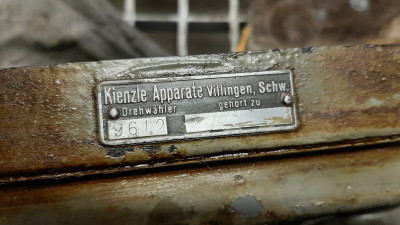 Kienzle Apparate Villingen, Schw.
Drehwähler gehört zu
9612